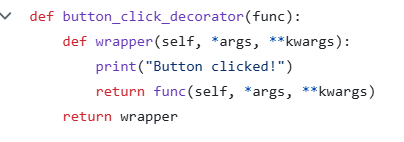 def button_click_decorator(func):
    def wrapper(self, *args, **kwargs):
        print("Button clicked!")
        return func(self, *args, **kwargs)
    return wrapper